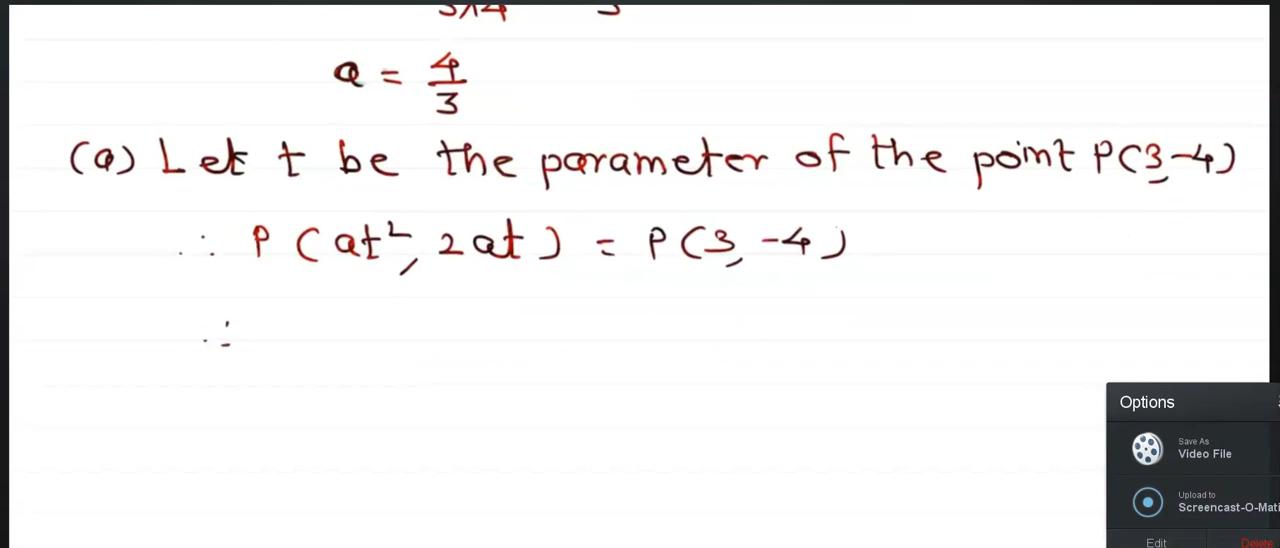 a = 4/3
(a) Let t be the parameter of the point P(3,-4)
∴ P (at², 2at) = P(3, -4)
∴
Options
Save As
Video File
Upload to
Screencast-O-Mati
Edit Delete